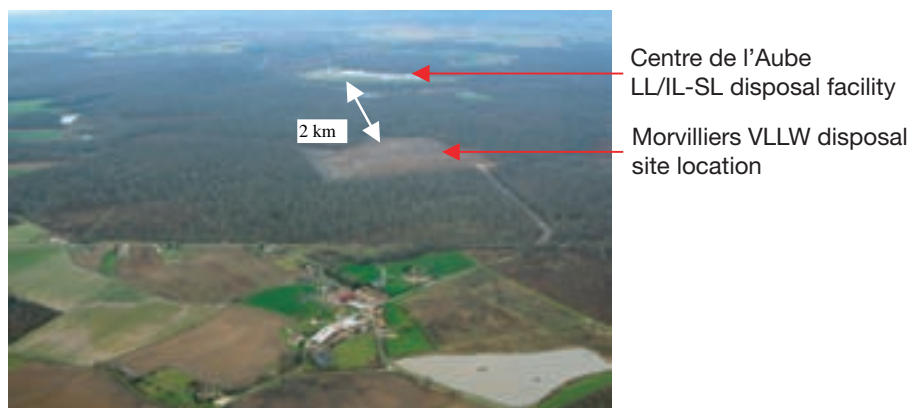 Centre de l'Aube
LL/IL-SL disposal facility
2 km
Morvilliers VLLW disposal
site location